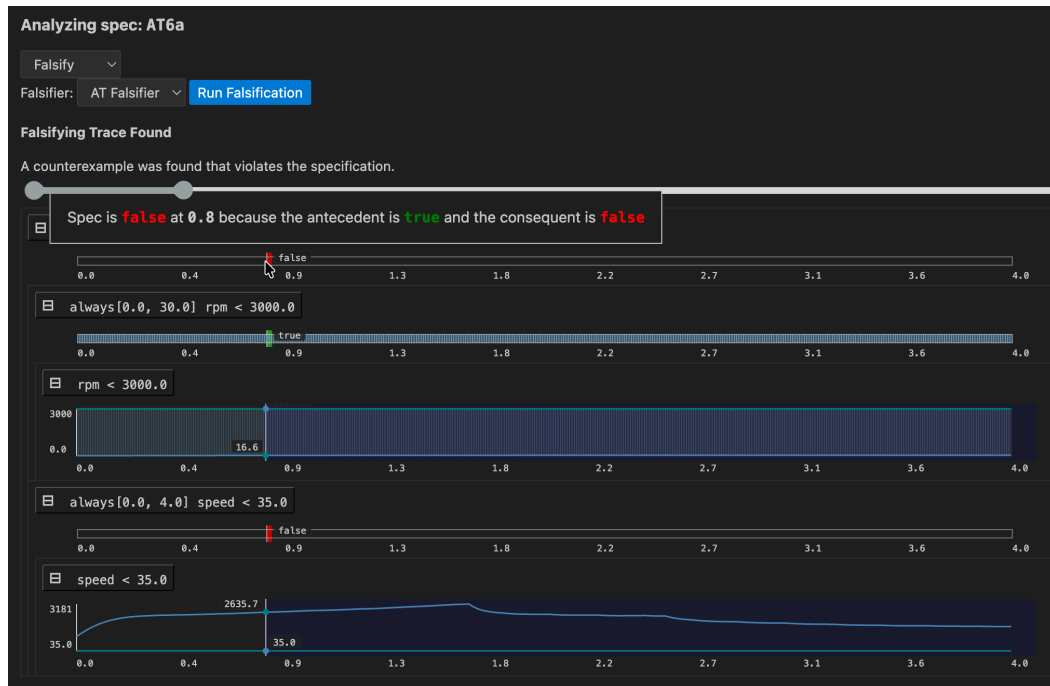 Analyzing spec: AT6a
Falsify
Falsifier: AT Falsifier Run Falsification
Falsifying Trace Found
A counterexample was found that violates the specification.
Spec is false at 0.8 because the antecedent is true and the consequent is false
false
0.0 0.4 0.9 1.3 1.8 2.2 2.7 3.1 3.6 4.0
always[0.0, 30.0] rpm < 3000.0
true
0.0 0.4 0.9 1.3 1.8 2.2 2.7 3.1 3.6 4.0
rpm < 3000.0
3000
0.0 16.6
0.0 0.4 0.9 1.3 1.8 2.2 2.7 3.1 3.6 4.0
always[0.0, 4.0] speed < 35.0
false
0.0 0.4 0.9 1.3 1.8 2.2 2.7 3.1 3.6 4.0
speed < 35.0
3181 2635.7
35.0 35.0
0.0 0.4 0.9 1.3 1.8 2.2 2.7 3.1 3.6 4.0